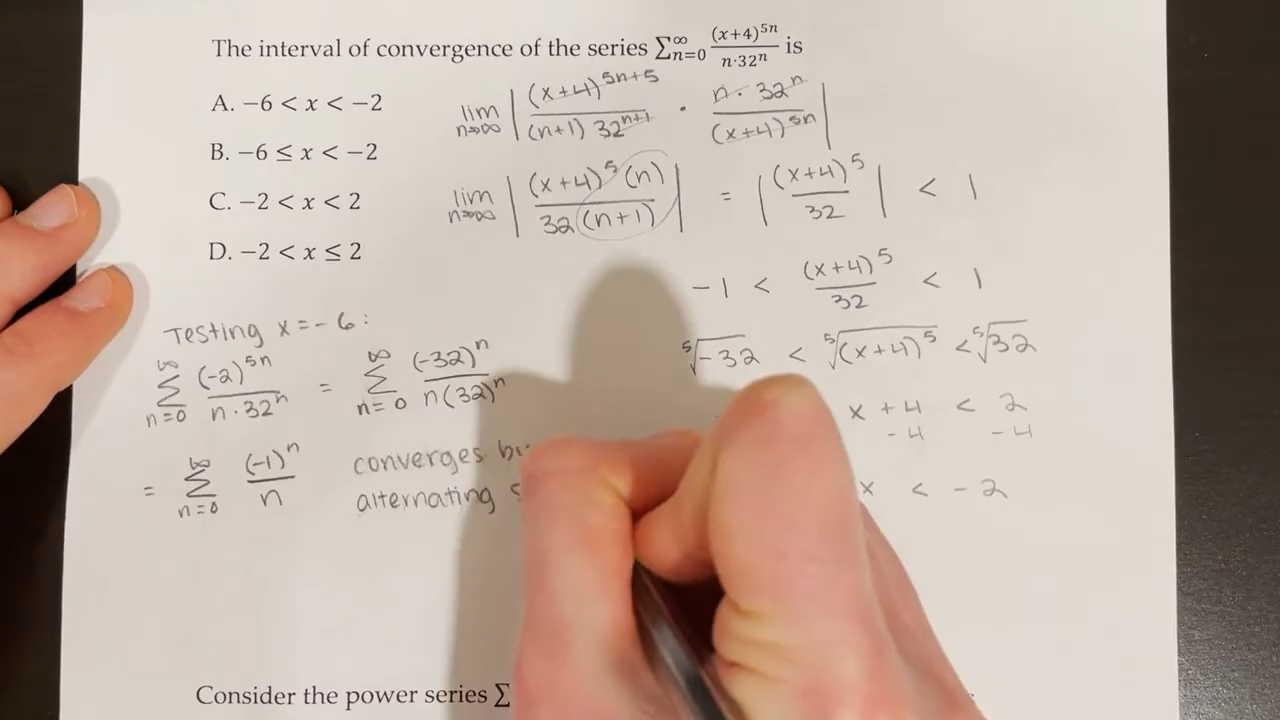 The interval of convergence of the series ∑_{n=0}^{∞} (x+4)^{5n} / (n·32^n) is
A. −6 < x < −2
B. −6 ≤ x < −2
C. −2 < x < 2
D. −2 < x ≤ 2
lim_{n→∞} | (x+4)^{5n+5} / ((n+1) 32^{n+1}) · (n · 32^n) / (x+4)^{5n} |
lim_{n→∞} | (x+4)^5 (n) / (32 (n+1)) | = | (x+4)^5 / 32 | < 1
−1 < (x+4)^5 / 32 < 1
⁵√−32 < ⁵√(x+4)^5 < ⁵√32
x + 4 < 2
−4 −4
x < −2
Testing x = −6:
∑_{n=0}^{∞} (−2)^{5n} / (n·32^n) = ∑_{n=0}^{∞} (−32)^n / (n(32)^n)
= ∑_{n=0}^{∞} (−1)^n / n converges
alternating
Consider the power series ∑